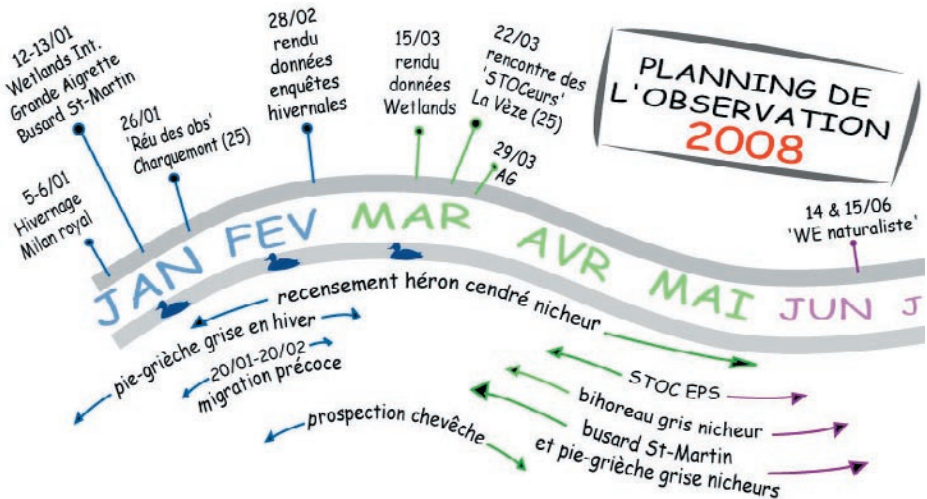 PLANNING DE
L'OBSERVATION
2008
5-6/01
Hivernage
Milan royal
12-13/01
Wetlands Int.
Grande Aigrette
Busard St-Martin
26/01
'Réu des obs'
Charquemont (25)
28/02
rendu
données
enquêtes
hivernales
15/03
rendu
données
Wetlands
22/03
rencontre des
'STOCeurs'
La Vèze (25)
29/03
AG
14 & 15/06
'WE naturaliste'
JAN FEV MAR AVR MAI JUN J
recensement héron cendré nicheur
pie-grièche grise en hiver
20/01-20/02
migration précoce
prospection chevêche
STOC EPS
bihoreau gris nicheur
busard St-Martin
et pie-grièche grise nicheurs